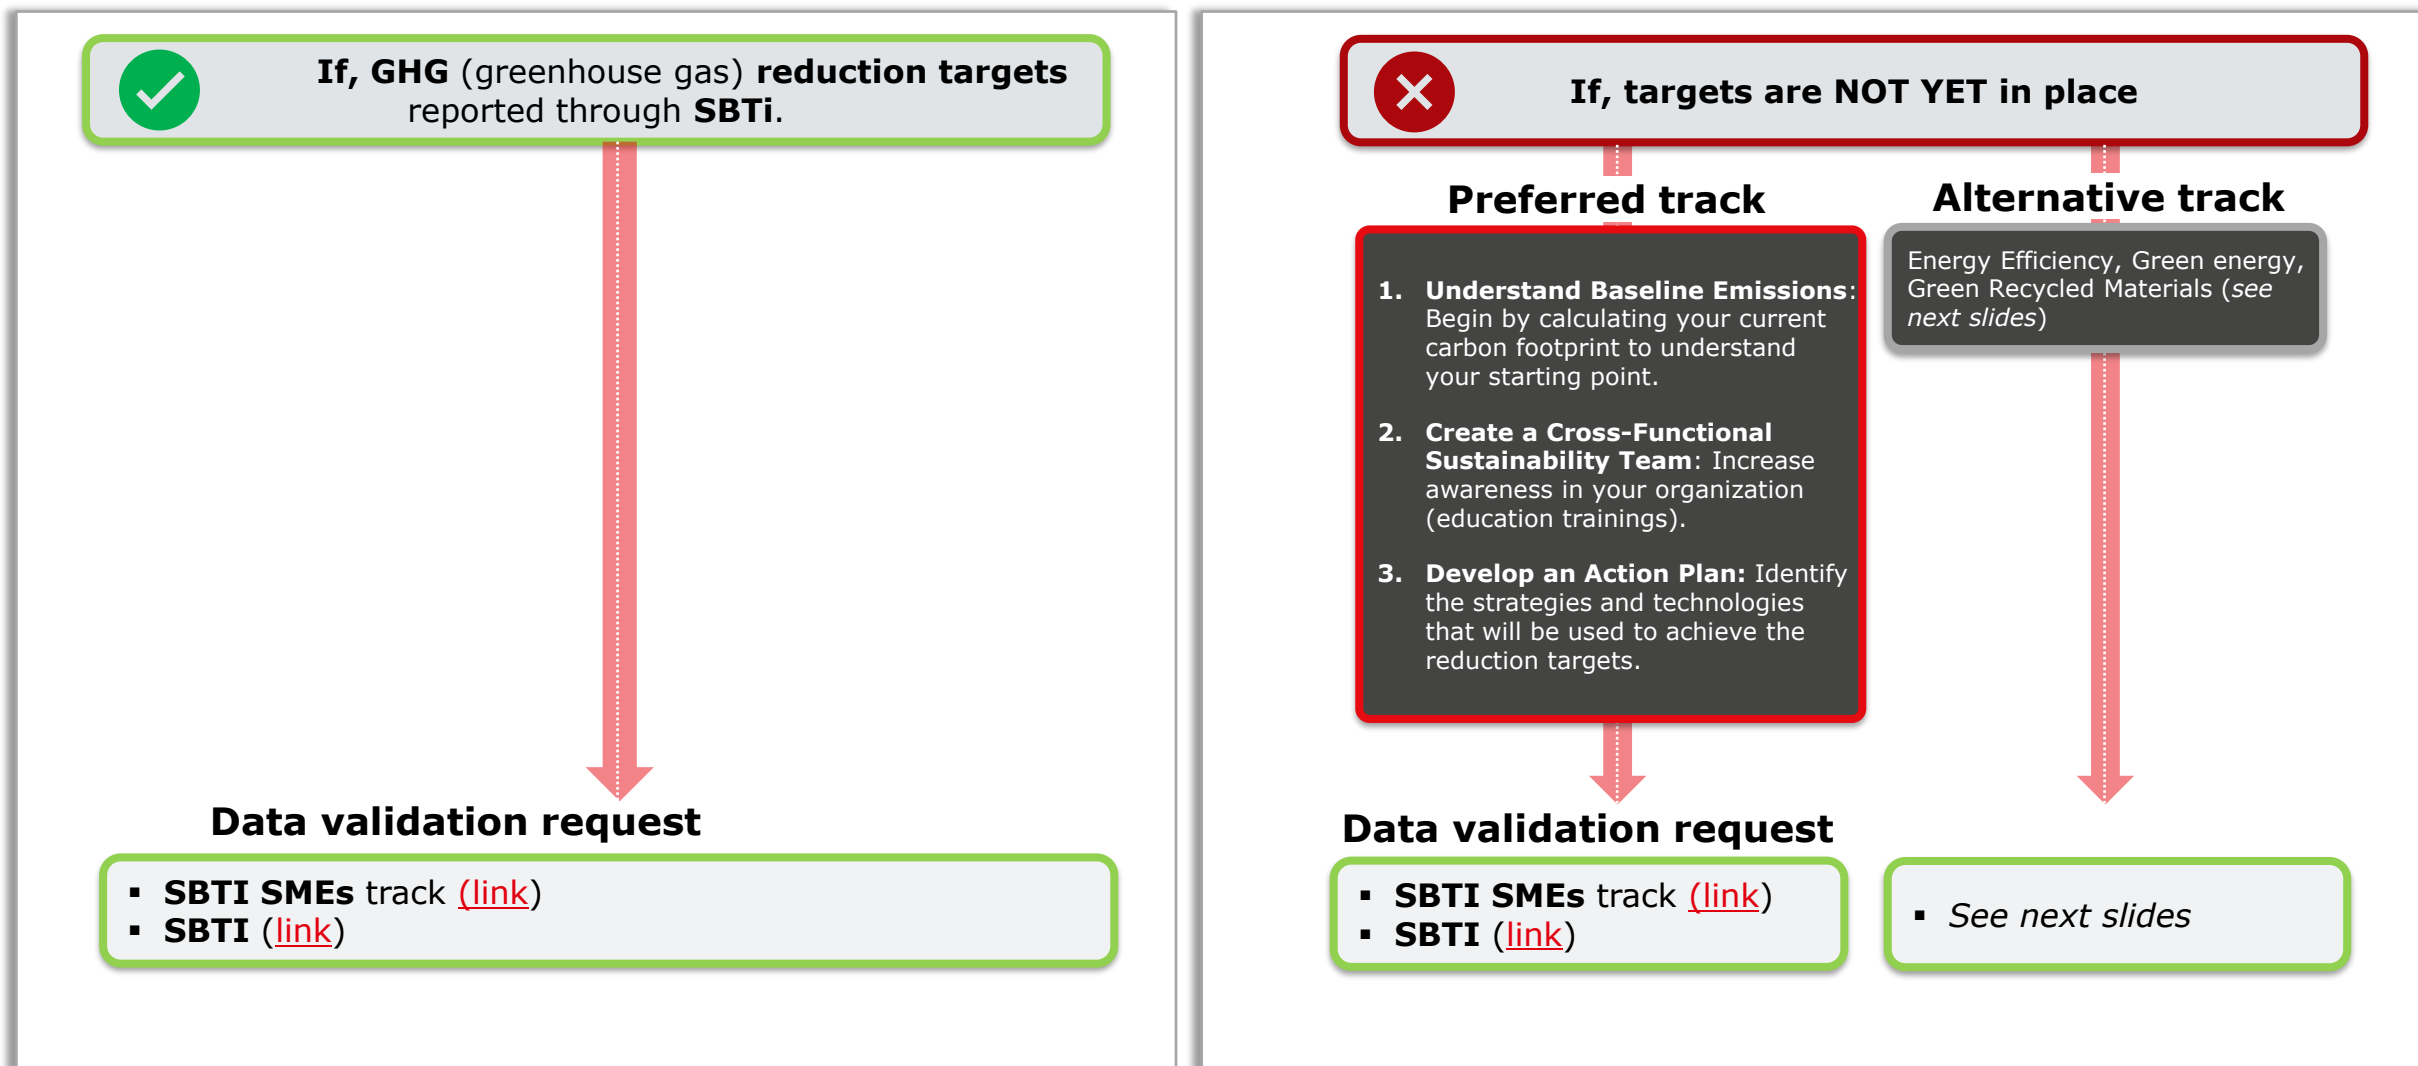 If, GHG (greenhouse gas) reduction targets
reported through SBTi.
Data validation request
▪ SBTI SMEs track (link)
▪ SBTI (link)
If, targets are NOT YET in place
Preferred track
1. Understand Baseline Emissions:
Begin by calculating your current
carbon footprint to understand
your starting point.
2. Create a Cross-Functional
Sustainability Team: Increase
awareness in your organization
(education trainings).
3. Develop an Action Plan: Identify
the strategies and technologies
that will be used to achieve the
reduction targets.
Data validation request
▪ SBTI SMEs track (link)
▪ SBTI (link)
Alternative track
Energy Efficiency, Green energy,
Green Recycled Materials (see
next slides)
▪ See next slides